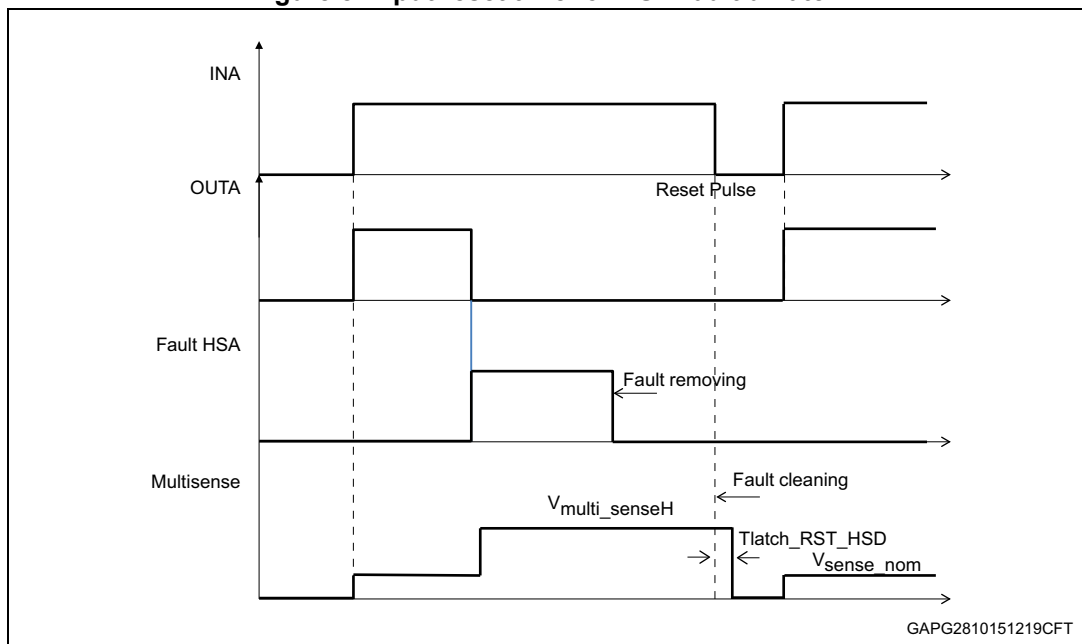 INA
Reset Pulse
OUTA
Fault HSA
Fault removing
Multisense
Fault cleaning
Vmulti_senseH
Tlatch_RST_HSD
Vsense_nom
GAPG2810151219CFT